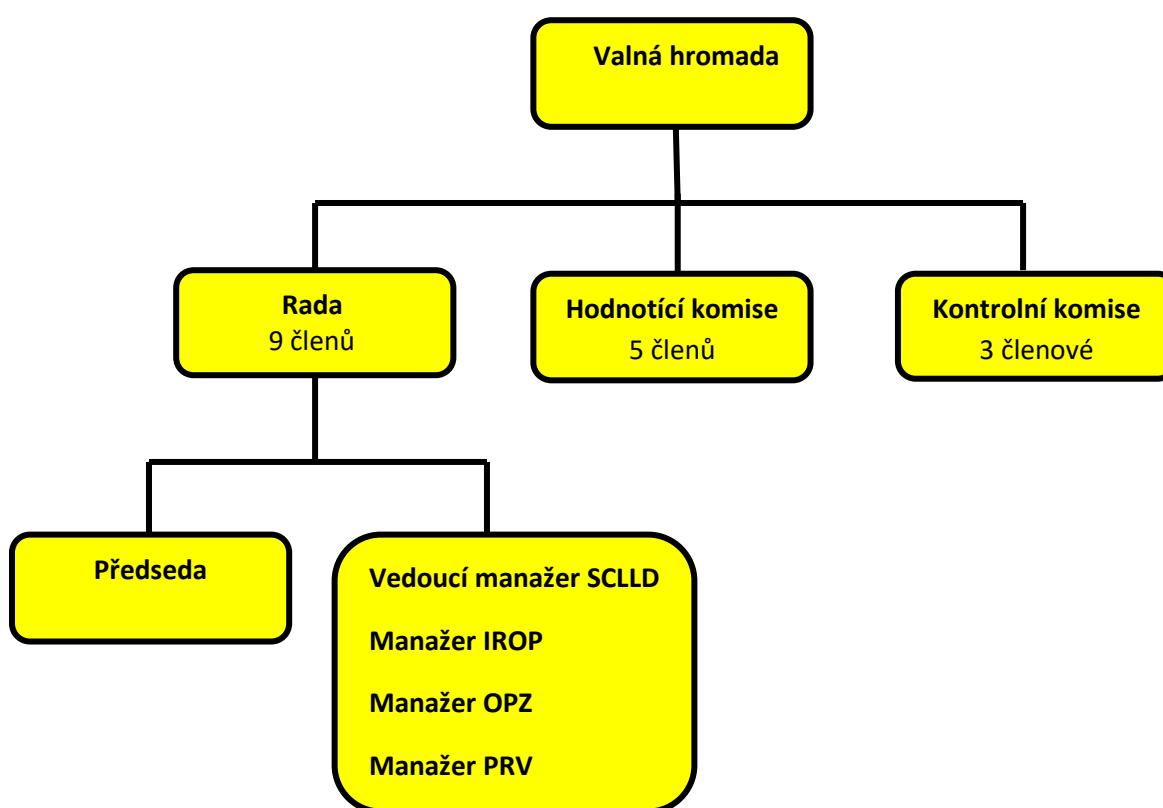 Valná hromada
Rada
9 členů
Hodnotící komise
5 členů
Kontrolní komise
3 členové
Předseda
Vedoucí manažer SCLLD
Manažer IROP
Manažer OPZ
Manažer PRV